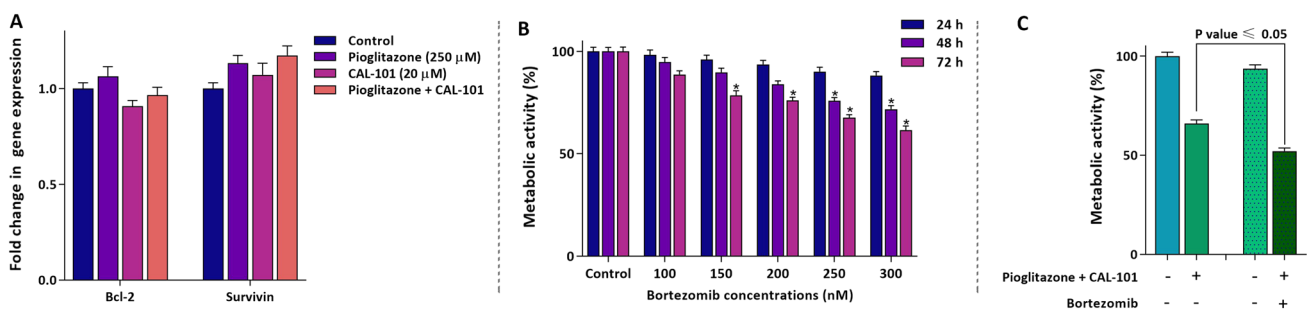 A
Fold change in gene expression
1.0
0.5
0.0
Bcl-2 Survivin
Control
Pioglitazone (250 μM)
CAL-101 (20 μM)
Pioglitazone + CAL-101
B
Metabolic activity (%)
100
50
0
24 h
48 h
72 h
* * * * * * *
Control 100 150 200 250 300
Bortezomib concentrations (nM)
C
P value ⩽ 0.05
Metabolic activity (%)
100
50
0
Pioglitazone + CAL-101 - + - +
Bortezomib - - - +